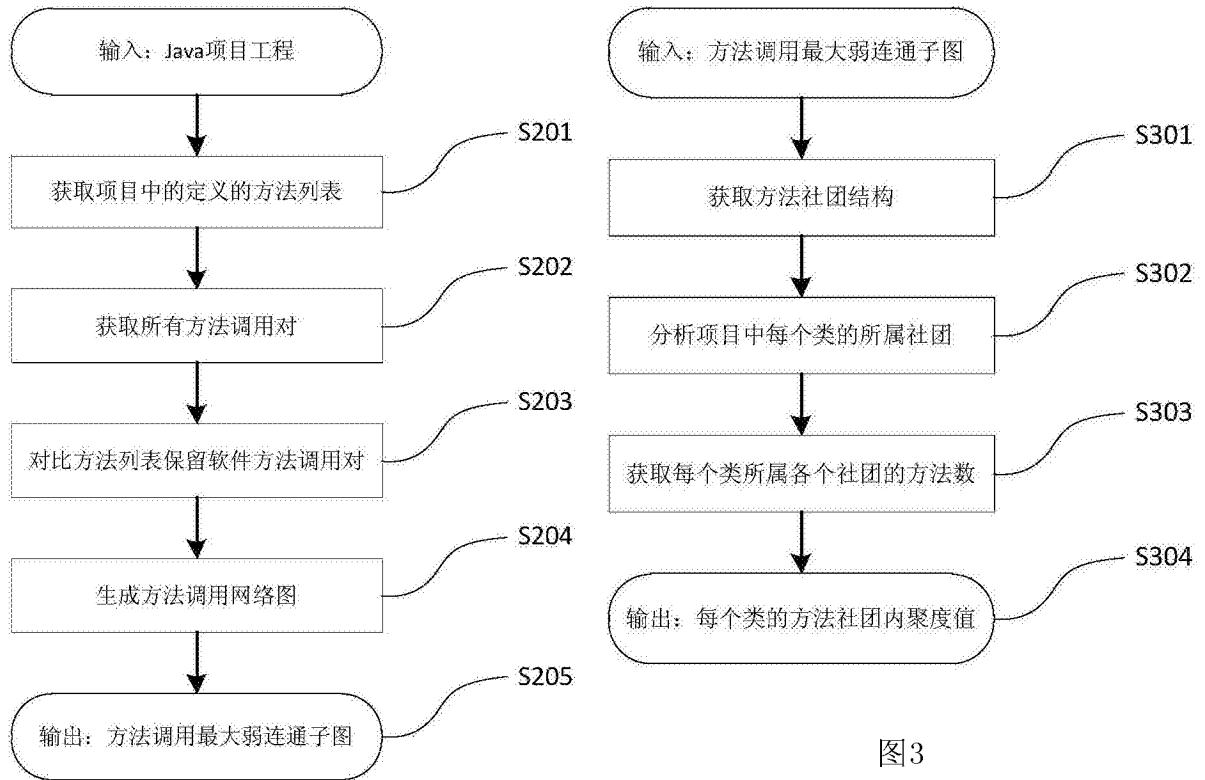 输入：Java项目工程
S201
获取项目中的定义的方法列表
S202
获取所有方法调用对
S203
对比方法列表保留软件方法调用对
S204
生成方法调用网络图
S205
输出：方法调用最大弱连通子图
输入：方法调用最大弱连通子图
S301
获取方法社团结构
S302
分析项目中每个类的所属社团
S303
获取每个类所属各个社团的方法数
S304
输出：每个类的方法社团内聚度值
图3